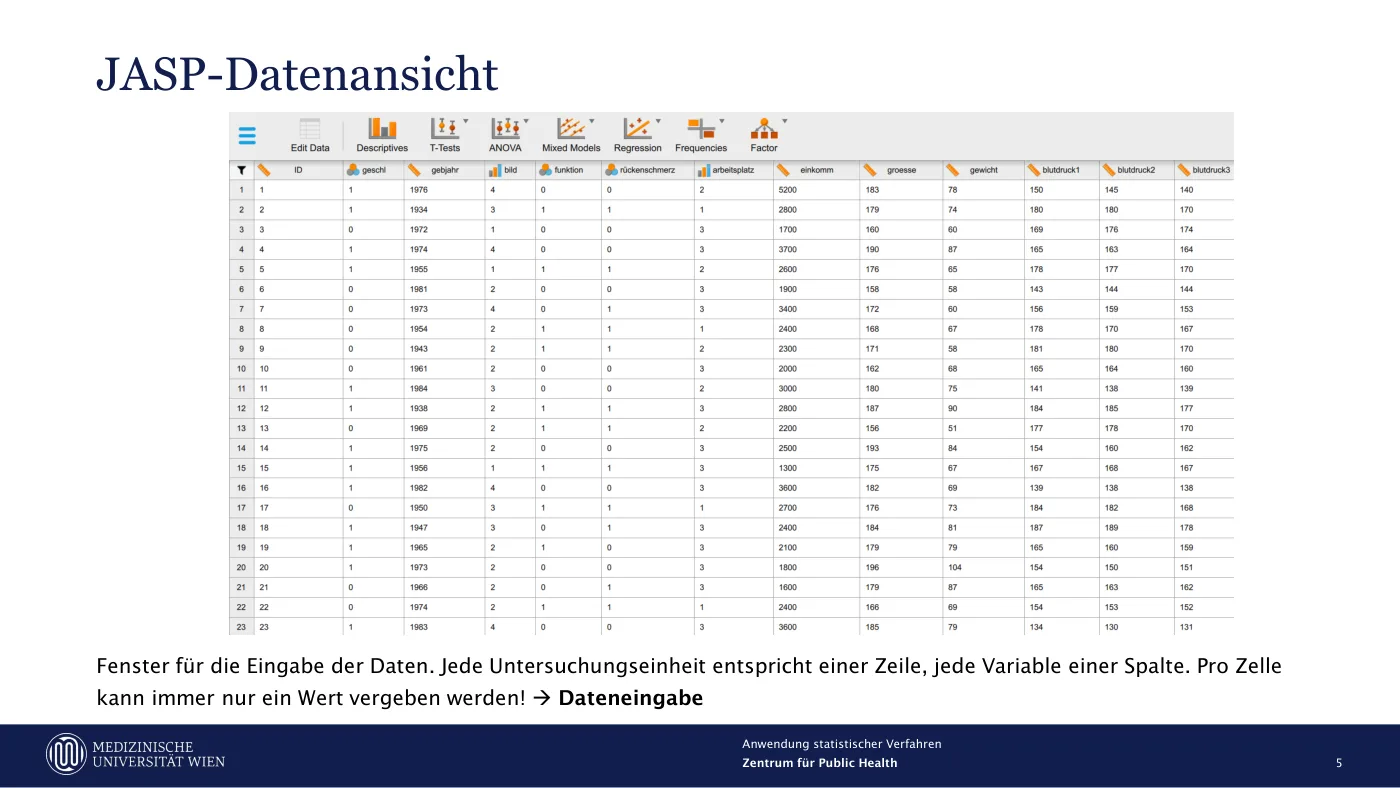 JASP-Datenansicht
Edit Data Descriptives T-Tests ANOVA Mixed Models Regression Frequencies Factor
ID geschl gebjahr bild funktion rückenschmerz arbeitsplatz einkomm groesse gewicht blutdruck1 blutdruck2 blutdruck3
1 1 1 1976 4 0 0 2 5200 183 78 150 145 140
2 2 1 1934 3 1 1 1 2800 179 74 180 180 170
3 3 0 1972 1 0 0 3 1700 160 60 169 176 174
4 4 1 1974 4 0 0 3 3700 190 87 165 163 164
5 5 1 1955 1 1 1 2 2600 176 65 178 177 170
6 6 0 1981 2 0 0 3 1900 158 58 143 144 144
7 7 0 1973 4 0 1 3 3400 172 60 156 159 153
8 8 0 1954 2 1 1 1 2400 168 67 178 170 167
9 9 0 1943 2 1 1 2 2300 171 58 181 180 170
10 10 0 1961 2 0 0 3 2000 162 68 165 164 160
11 11 1 1984 3 0 0 2 3000 180 75 141 138 139
12 12 1 1938 2 1 1 3 2800 187 90 184 185 177
13 13 0 1969 2 1 1 2 2200 156 51 177 178 170
14 14 1 1975 2 0 0 3 2500 193 84 154 160 162
15 15 1 1956 1 1 1 3 1300 175 67 167 168 167
16 16 1 1982 4 0 0 3 3600 182 69 139 138 138
17 17 0 1950 3 1 1 1 2700 176 73 184 182 168
18 18 1 1947 3 0 1 3 2400 184 81 187 189 178
19 19 1 1965 2 1 0 3 2100 179 79 165 160 159
20 20 1 1973 2 0 0 3 1800 196 104 154 150 151
21 21 0 1966 2 0 1 3 1600 179 87 165 163 162
22 22 0 1974 2 1 1 1 2400 166 69 154 153 152
23 23 1 1983 4 0 0 3 3600 185 79 134 130 131
Fenster für die Eingabe der Daten. Jede Untersuchungseinheit entspricht einer Zeile, jede Variable einer Spalte. Pro Zelle
kann immer nur ein Wert vergeben werden! → Dateneingabe
MEDIZINISCHE
UNIVERSITÄT WIEN
Anwendung statistischer Verfahren
Zentrum für Public Health
5